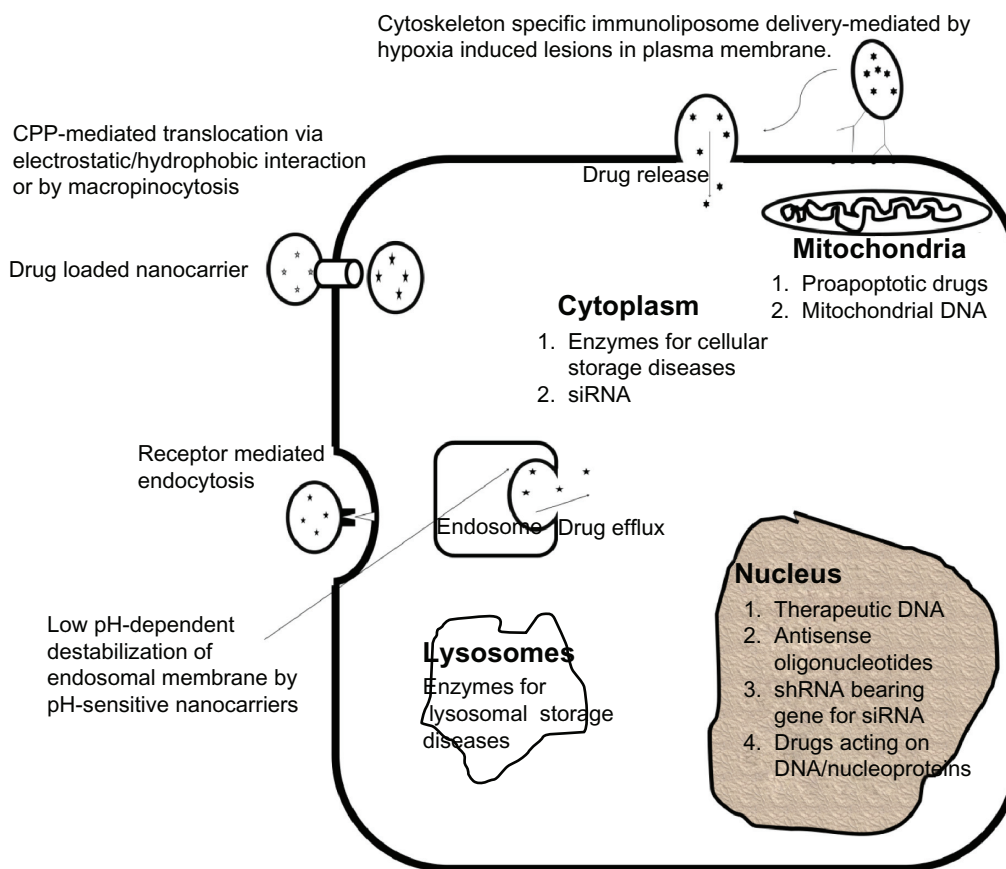 Cytoskeleton specific immunoliposome delivery-mediated by
hypoxia induced lesions in plasma membrane.
CPP-mediated translocation via
electrostatic/hydrophobic interaction
or by macropinocytosis
Drug release
Drug loaded nanocarrier
Mitochondria
1. Proapoptotic drugs
2. Mitochondrial DNA
Cytoplasm
1. Enzymes for cellular
storage diseases
2. siRNA
Receptor mediated
endocytosis
Endosome
Drug efflux
Low pH-dependent
destabilization of
endosomal membrane by
pH-sensitive nanocarriers
Lysosomes
Enzymes for
lysosomal storage
diseases
Nucleus
1. Therapeutic DNA
2. Antisense
oligonucleotides
3. shRNA bearing
gene for siRNA
4. Drugs acting on
DNA/nucleoproteins